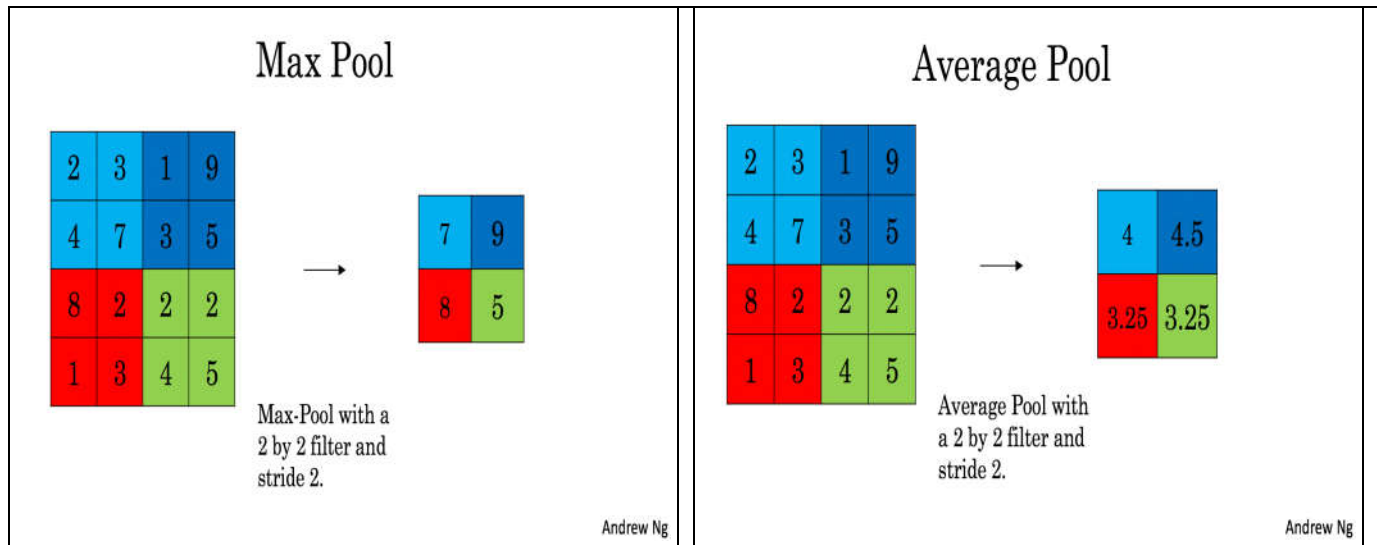 Max Pool
2 3 1 9
4 7 3 5
8 2 2 2
1 3 4 5
7 9
8 5
Max-Pool with a
2 by 2 filter and
stride 2.
Andrew Ng
Average Pool
2 3 1 9
4 7 3 5
8 2 2 2
1 3 4 5
4 4.5
3.25 3.25
Average Pool with
a 2 by 2 filter and
stride 2.
Andrew Ng